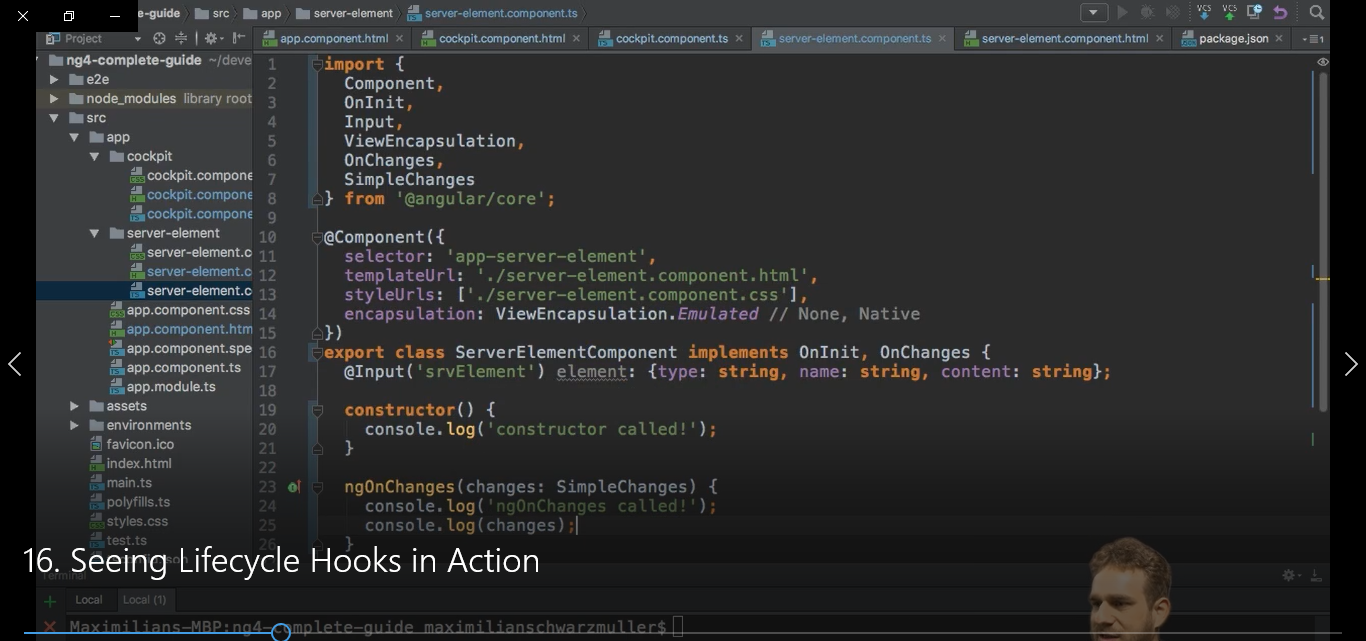 e-guide src app server-element server-element.component.ts
VCS VCS
Project app.component.html cockpit.component.html cockpit.component.ts server-element.component.ts server-element.component.html package.json
ng4-complete-guide ~/deve
e2e
node_modules library root
src
app
cockpit
cockpit.compone
cockpit.compone
cockpit.compone
server-element
server-element.c
server-element.c
server-element.c
app.component.css
app.component.htm
app.component.spe
app.component.ts
app.module.ts
assets
environments
favicon.ico
index.html
main.ts
polyfills.ts
styles.css
test.ts
1 import {
2 Component,
3 OnInit,
4 Input,
5 ViewEncapsulation,
6 OnChanges,
7 SimpleChanges
8 } from '@angular/core';
9
10 @Component({
11 selector: 'app-server-element',
12 templateUrl: './server-element.component.html',
13 styleUrls: ['./server-element.component.css'],
14 encapsulation: ViewEncapsulation.Emulated // None, Native
15 })
16 export class ServerElementComponent implements OnInit, OnChanges {
17 @Input('srvElement') element: {type: string, name: string, content: string};
18
19 constructor() {
20 console.log('constructor called!');
21 }
22
23 ngOnChanges(changes: SimpleChanges) {
24 console.log('ngOnChanges called!');
25 console.log(changes);
26 }
16. Seeing Lifecycle Hooks in Action
Terminal
Local Local (1)
Maximilians-MBP:ng4-complete-guide maximilianschwarzmuller$